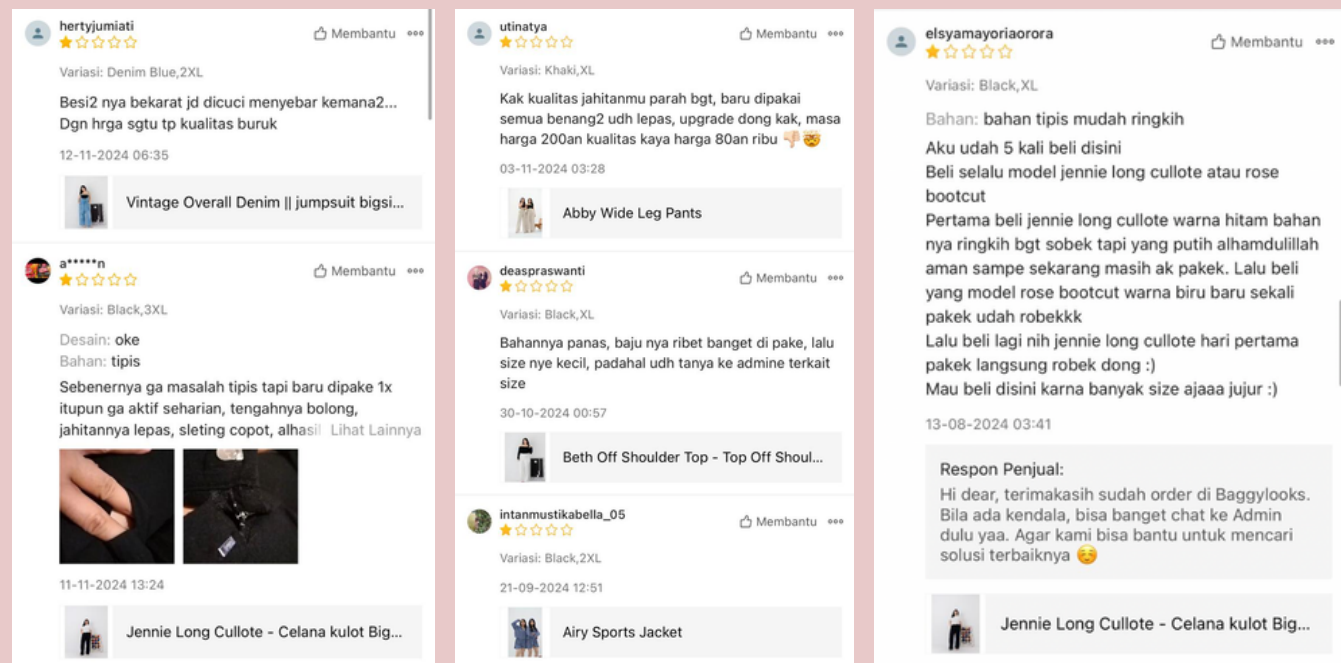 hertyjumiati
Membantu
Variasi: Denim Blue,2XL
Besi2 nya bekarat jd dicuci menyebar kemana2...
Dgn hrga sgtu tp kualitas buruk
12-11-2024 06:35
Vintage Overall Denim || jumpsuit bigsi...
a*****n
Membantu
Variasi: Black,3XL
Desain: oke
Bahan: tipis
Sebenernya ga masalah tipis tapi baru dipake 1x
itupun ga aktif seharian, tengahnya bolong,
jahitannya lepas, sleting copot, alhasil Lihat Lainnya
11-11-2024 13:24
Jennie Long Cullote - Celana kulot Big...
utinatya
Membantu
Variasi: Khaki,XL
Kak kualitas jahitanmu parah bgt, baru dipakai
semua benang2 udh lepas, upgrade dong kak, masa
harga 200an kualitas kaya harga 80an ribu 👎🏻🤯
03-11-2024 03:28
Abby Wide Leg Pants
deaspraswanti
Membantu
Variasi: Black,XL
Bahannya panas, baju nya ribet banget di pake, lalu
size nye kecil, padahal udh tanya ke admine terkait
size
30-10-2024 00:57
Beth Off Shoulder Top - Top Off Shoul...
intanmustikabella_05
Membantu
Variasi: Black,2XL
21-09-2024 12:51
Airy Sports Jacket
elsyamayoriaorora
Membantu
Variasi: Black,XL
Bahan: bahan tipis mudah ringkih
Aku udah 5 kali beli disini
Beli selalu model jennie long cullote atau rose
bootcut
Pertama beli jennie long cullote warna hitam bahan
nya ringkih bgt sobek tapi yang putih alhamdulillah
aman sampe sekarang masih ak pakek. Lalu beli
yang model rose bootcut warna biru baru sekali
pakek udah robekkk
Lalu beli lagi nih jennie long cullote hari pertama
pakek langsung robek dong :)
Mau beli disini karna banyak size ajaaa jujur :)
13-08-2024 03:41
Respon Penjual:
Hi dear, terimakasih sudah order di Baggylooks.
Bila ada kendala, bisa banget chat ke Admin
dulu yaa. Agar kami bisa bantu untuk mencari
solusi terbaiknya ☺️
Jennie Long Cullote - Celana kulot Big...